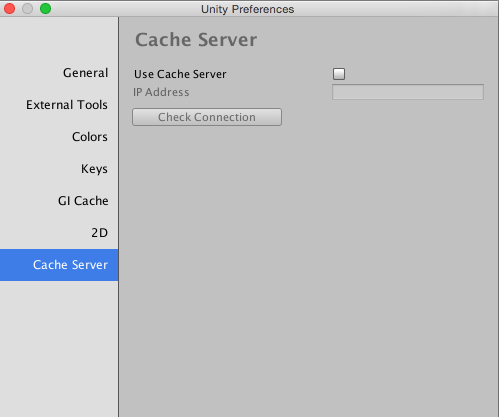 Unity Preferences
General
External Tools
Colors
Keys
GI Cache
2D
Cache Server
Cache Server
Use Cache Server
IP Address
Check Connection